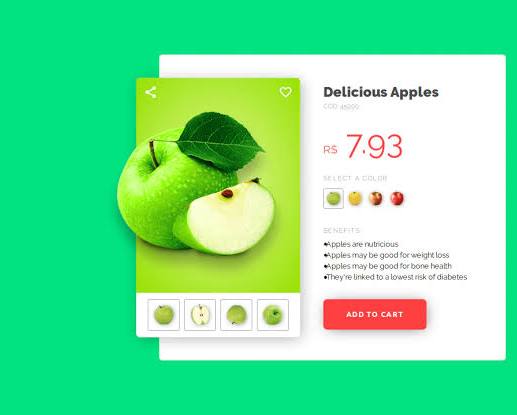 Delicious Apples
COD: 45999
R$ 7.93
SELECT A COLOR
BENEFITS
•Apples are nutricious
•Apples may be good for weight loss
•Apples may be good for bone health
•They're linked to a lowest risk of diabetes
ADD TO CART